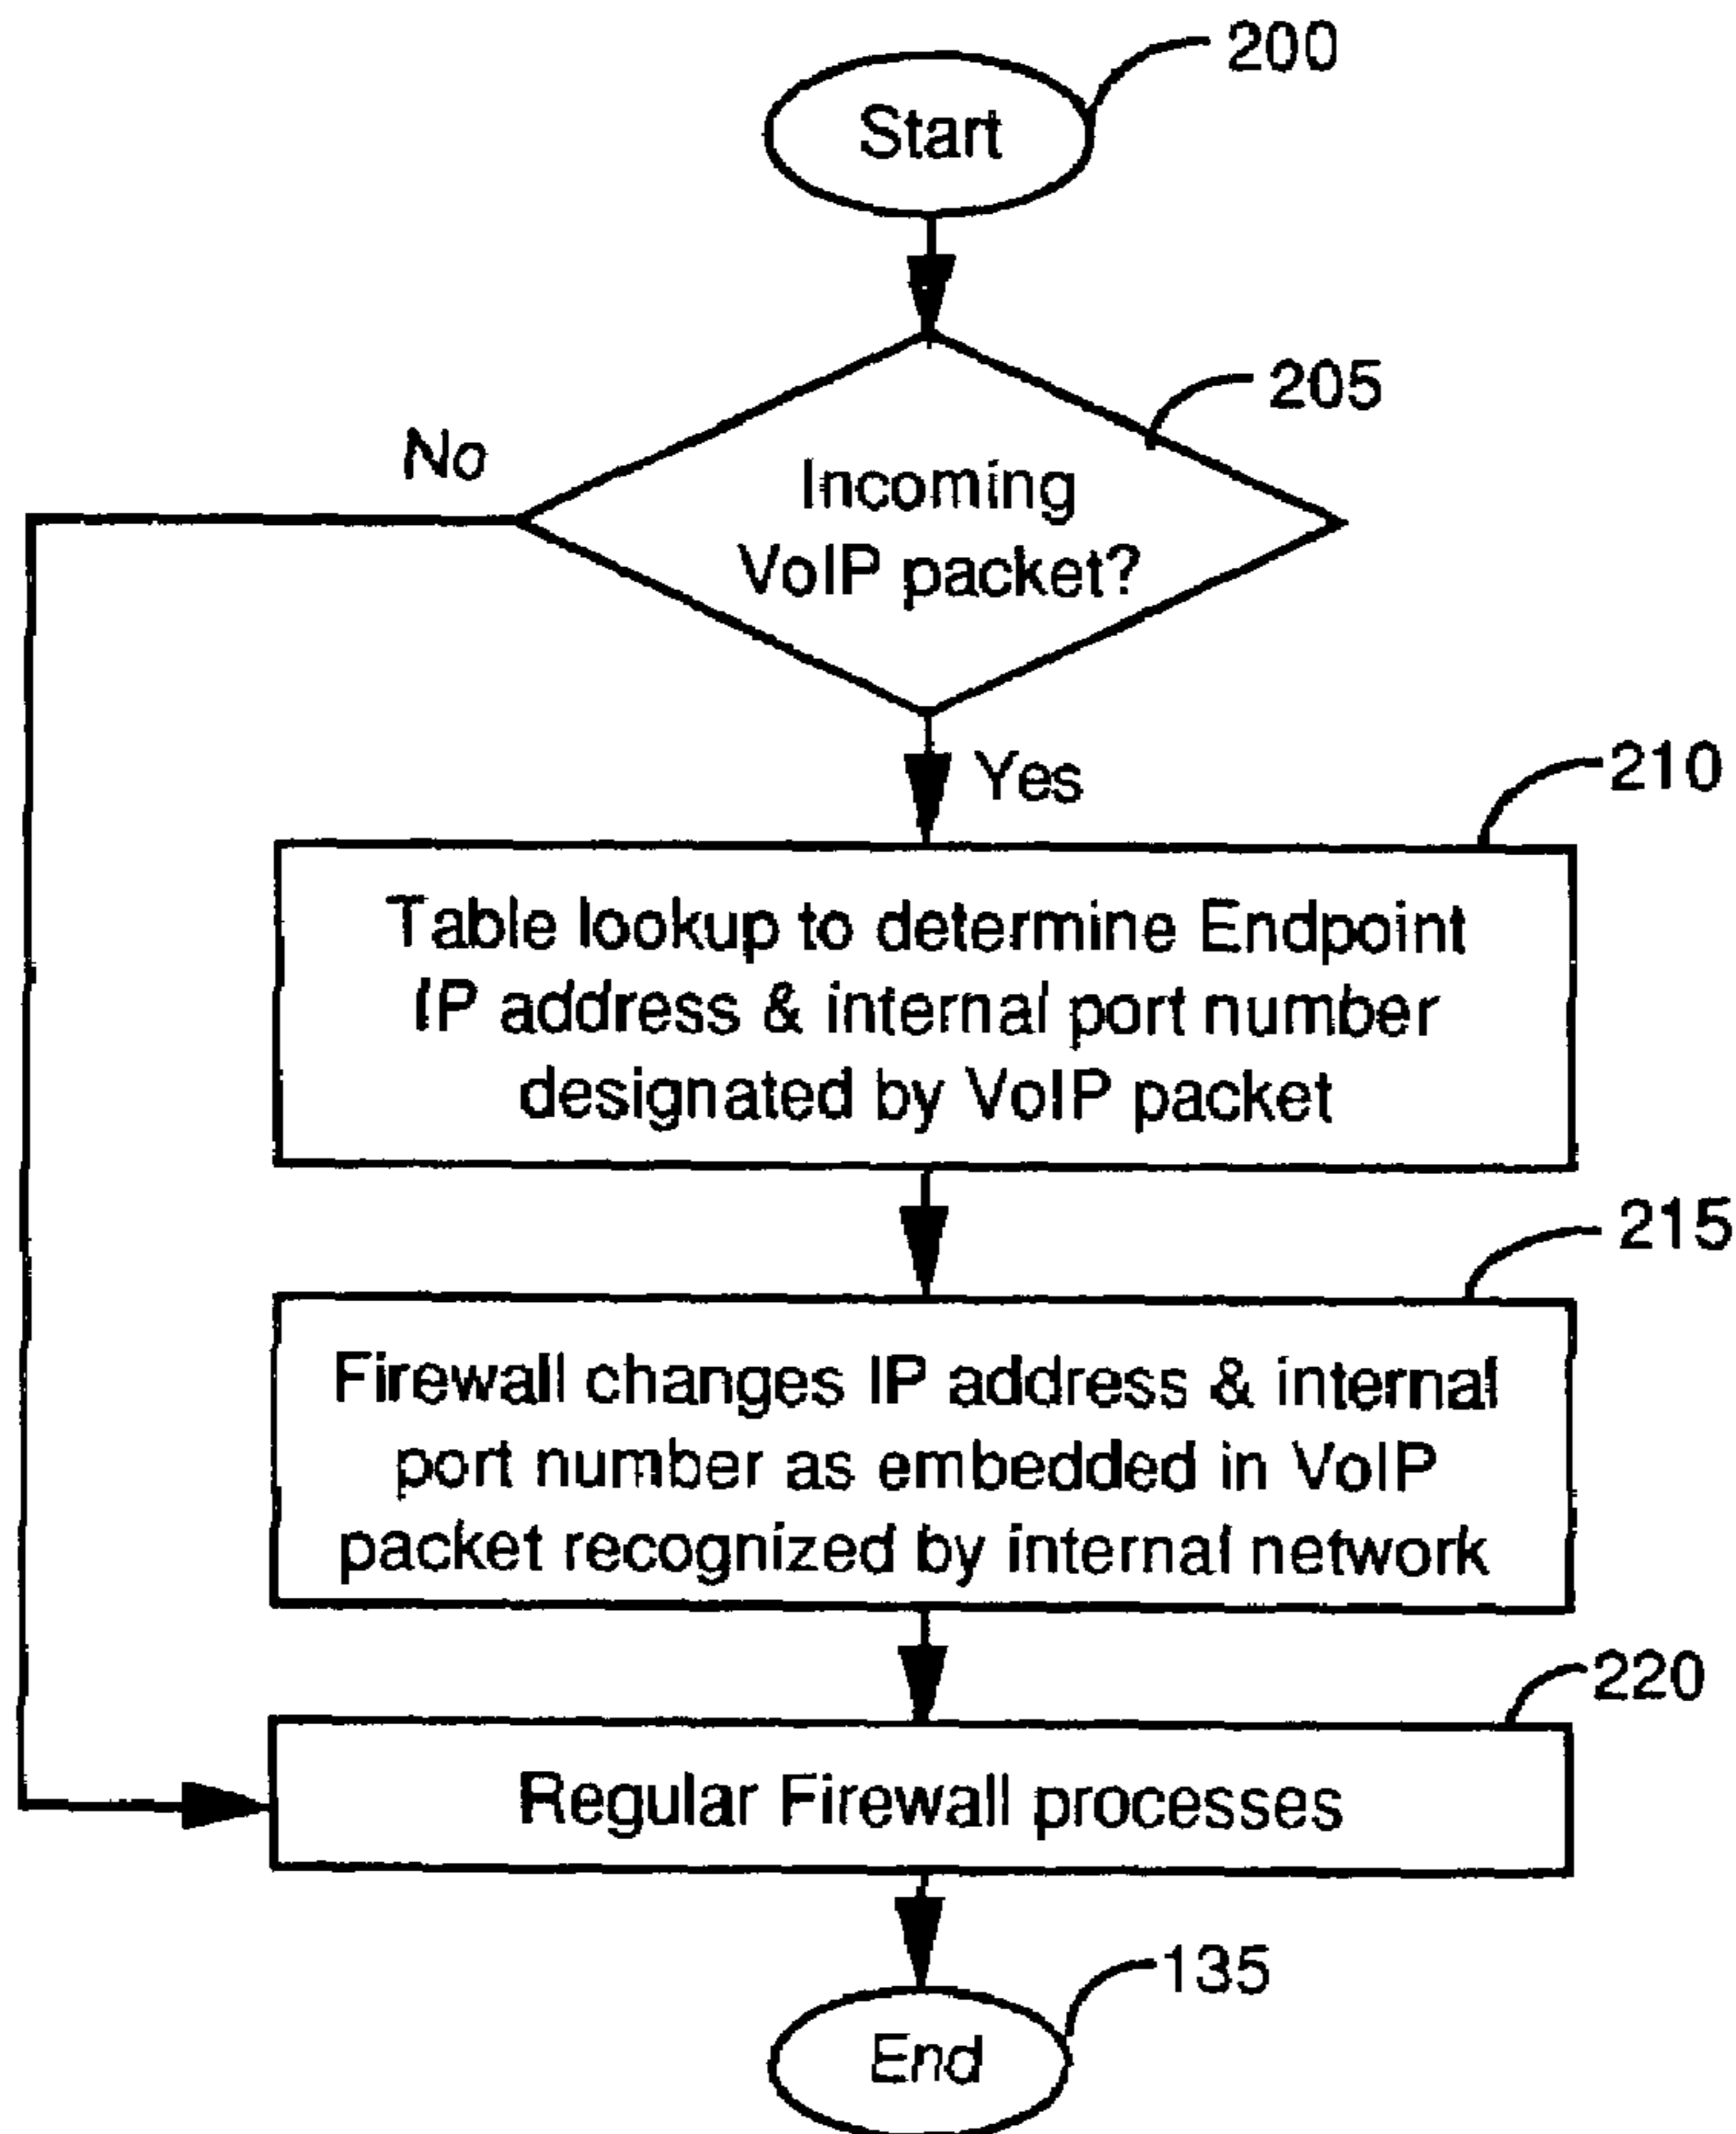 200
Start
205
No
Incoming
VoIP packet?
Yes
210
Table lookup to determine Endpoint
IP address & internal port number
designated by VoIP packet
215
Firewall changes IP address & internal
port number as embedded in VoIP
packet recognized by internal network
220
Regular Firewall processes
135
End